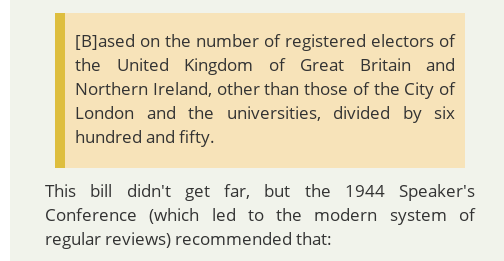 [B]ased on the number of registered electors of
the United Kingdom of Great Britain and
Northern Ireland, other than those of the City of
London and the universities, divided by six
hundred and fifty.
This bill didn't get far, but the 1944 Speaker's
Conference (which led to the modern system of
regular reviews) recommended that: